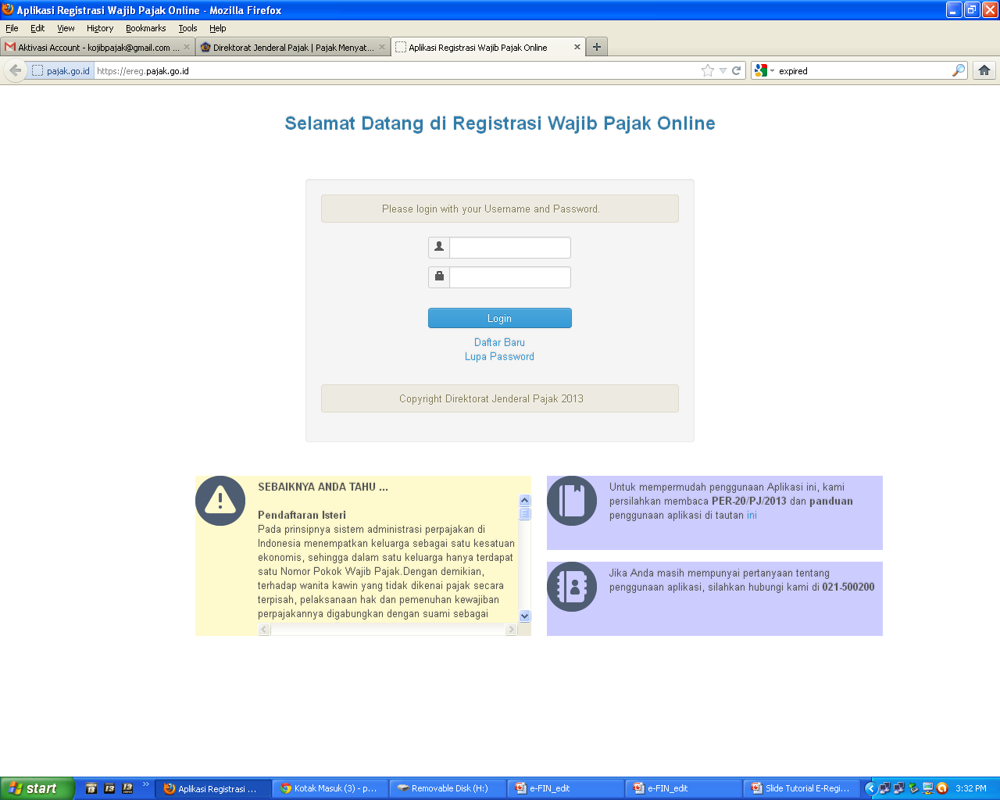 Aplikasi Registrasi Wajib Pajak Online - Mozilla Firefox
File Edit View History Bookmarks Tools Help
Aktivasi Account - kojibpajak@gmail.com ...
Direktorat Jenderal Pajak | Pajak Menyat...
Aplikasi Registrasi Wajib Pajak Online
pajak.go.id
https://ereg.pajak.go.id
expired
Selamat Datang di Registrasi Wajib Pajak Online
Please login with your Username and Password.
Login
Daftar Baru
Lupa Password
Copyright Direktorat Jenderal Pajak 2013
SEBAIKNYA ANDA TAHU ...
Pendaftaran Isteri
Pada prinsipnya sistem administrasi perpajakan di
Indonesia menempatkan keluarga sebagai satu kesatuan
ekonomis, sehingga dalam satu keluarga hanya terdapat
satu Nomor Pokok Wajib Pajak.Dengan demikian,
terhadap wanita kawin yang tidak dikenai pajak secara
terpisah, pelaksanaan hak dan pemenuhan kewajiban
perpajakannya digabungkan dengan suami sebagai
Untuk mempermudah penggunaan Aplikasi ini, kami
persilahkan membaca PER-20/PJ/2013 dan panduan
penggunaan aplikasi di tautan ini
Jika Anda masih mempunyai pertanyaan tentang
penggunaan aplikasi, silahkan hubungi kami di 021-500200
start
Aplikasi Registrasi ...
Kotak Masuk (3) - p...
Removable Disk (H:)
e-FIN_edit
e-FIN_edit
Slide Tutorial E-Regi...
3:32 PM